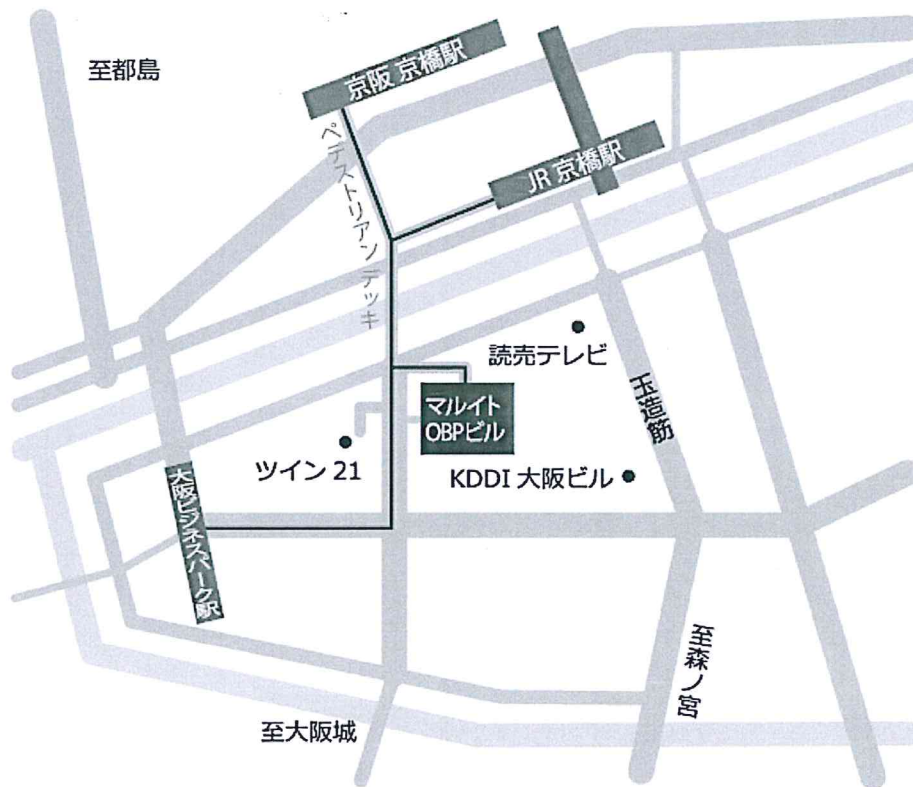 至都島
京阪 京橋駅
JR 京橋駅
ペデストリアンデッキ
読売テレビ
玉造筋
マルイト
OBPビル
ツイン 21
KDDI 大阪ビル
大阪ビジネスパーク駅
至森ノ宮
至大阪城